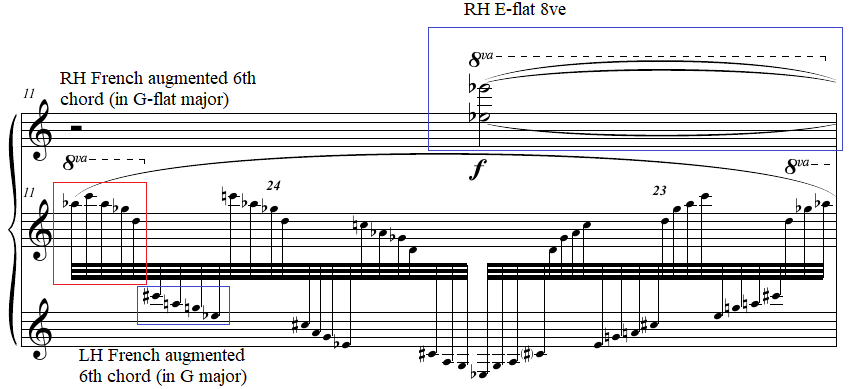 RH E-flat 8ve
8va
RH French augmented 6th
chord (in G-flat major)
11
8va
f
8va
11
24
23
LH French augmented
6th chord (in G major)